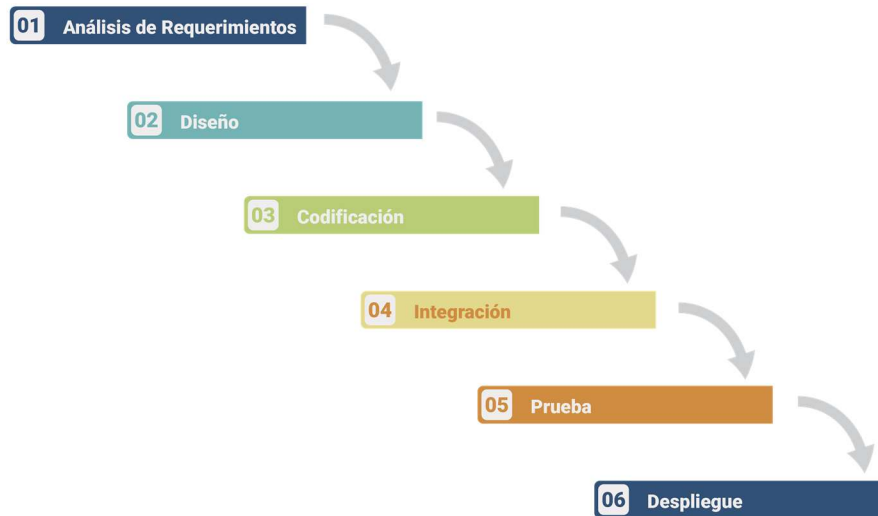 01 Análisis de Requerimientos
02 Diseño
03 Codificación
04 Integración
05 Prueba
06 Despliegue